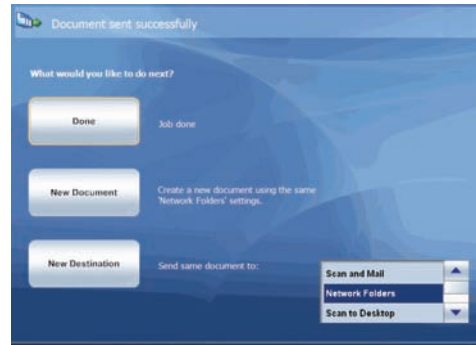 Document sent successfully
What would you like to do next?
Done
Job done
New Document
Create a new document using the same
'Network Folders' settings.
New Destination
Send same document to:
Scan and Mail
Network Folders
Scan to Desktop